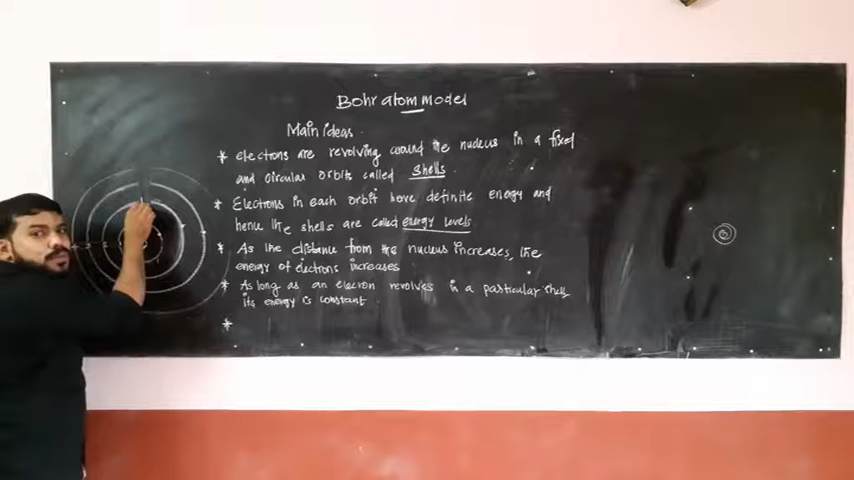 Bohr atom model
Main ideas
* Electrons are revolving around the nucleus in a fixed
and circular orbits called shells
* Electrons in each orbit have definite energy and
hence the shells are called energy levels
* As the distance from the nucleus increases, the
energy of electrons increases
* As long as an elecron revolves in a particular shell
its energy is constant
*